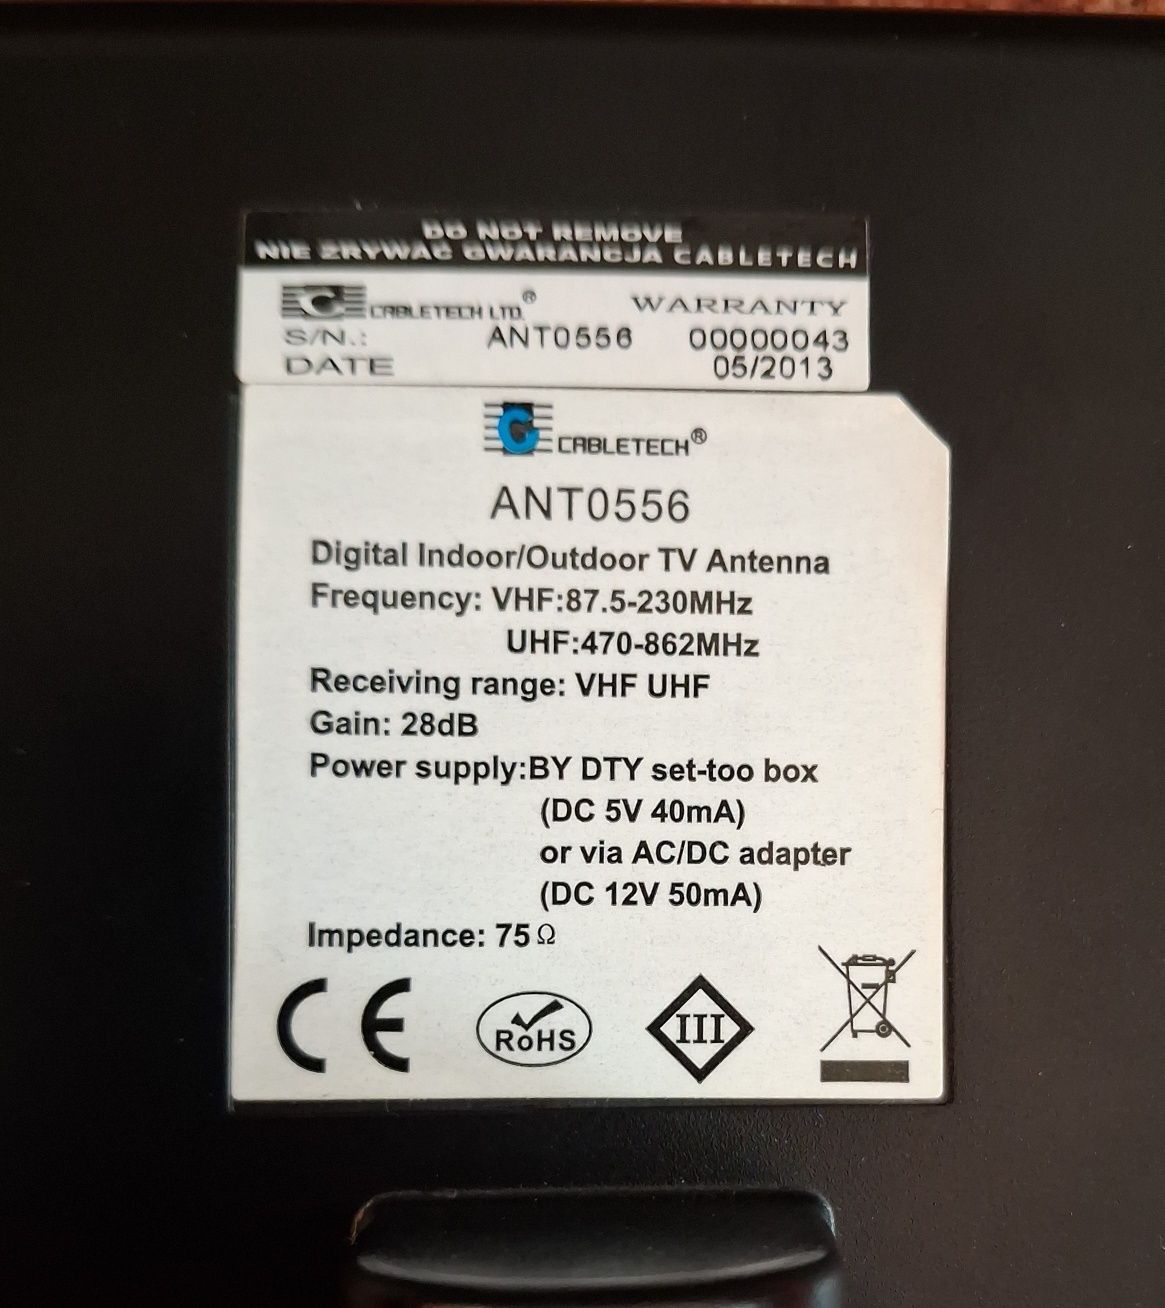 DO NOT REMOVE
NIE ZRYWAĆ GWARANCJA CABLETECH
CABLETECH LTD.® WARRANTY
S/N.: ANT0556 00000043
DATE 05/2013
CABLETECH®
ANT0556
Digital Indoor/Outdoor TV Antenna
Frequency: VHF:87.5-230MHz
UHF:470-862MHz
Receiving range: VHF UHF
Gain: 28dB
Power supply:BY DTY set-too box
(DC 5V 40mA)
or via AC/DC adapter
(DC 12V 50mA)
Impedance: 75Ω
CE RoHS III